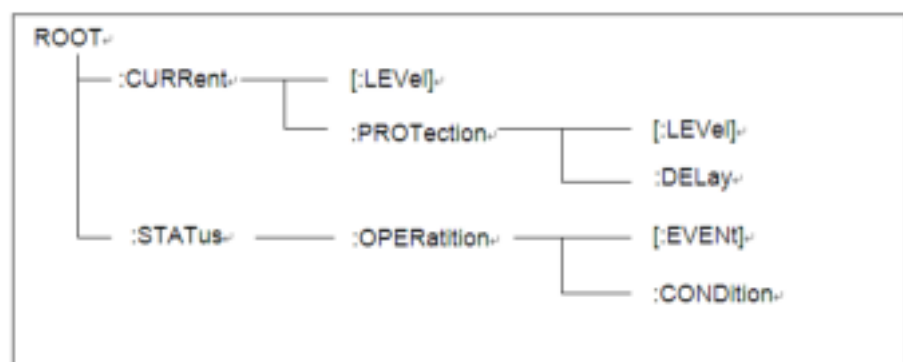 ROOT↵
:CURRent↵ [:LEVel]↵
:PROTection [:LEVel]↵
:DELay↵
:STATus↵ :OPERatition↵ [:EVENt]↵
:CONDition↵